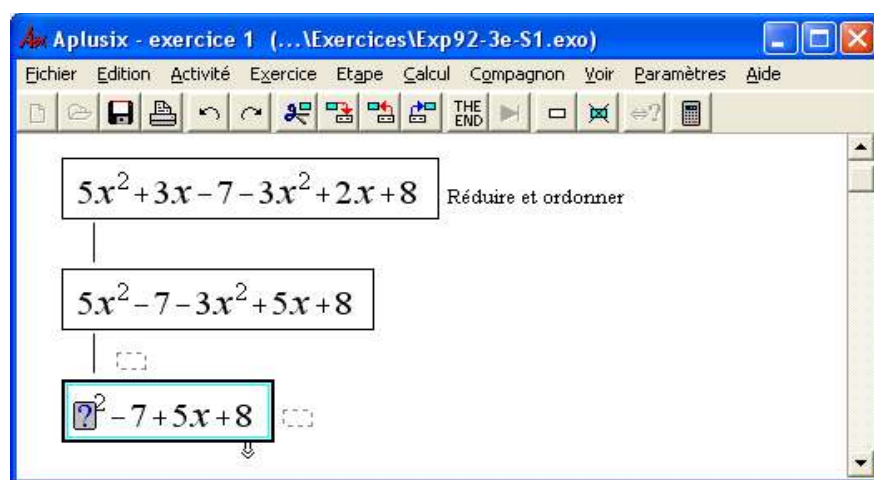 Aplusix - exercice 1 (...\Exercices\Exp92-3e-S1.exo)
Fichier Edition Activité Exercice Etape Calcul Compagnon Voir Paramètres Aide
THE END
5x²+3x−7−3x²+2x+8 Réduire et ordonner
5x²−7−3x²+5x+8
?²−7+5x+8